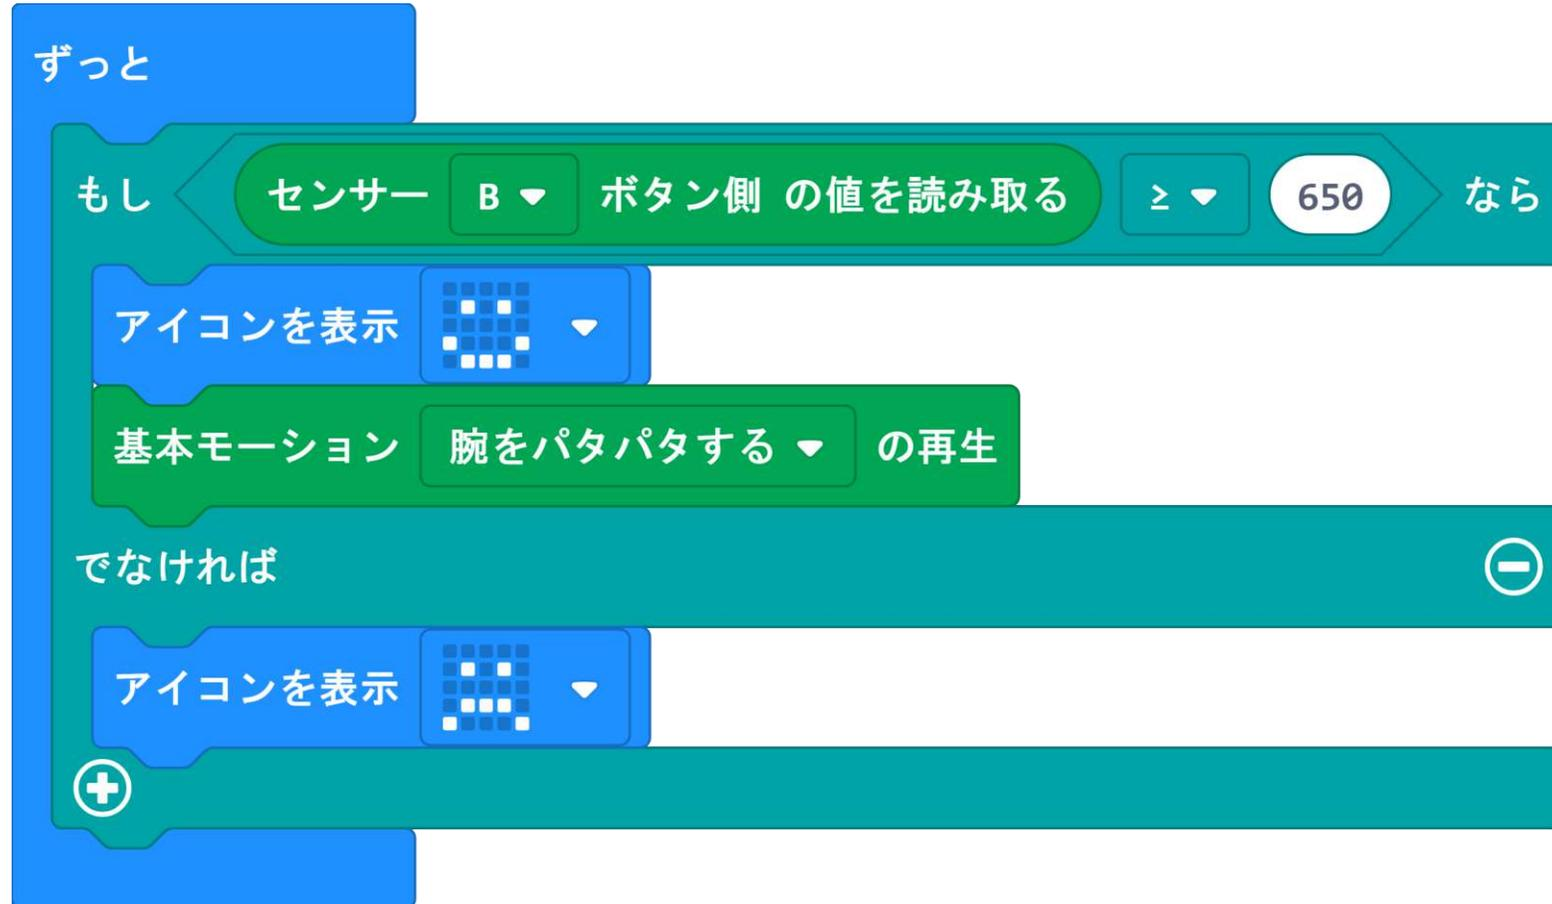 ずっと
もし センサー B ボタン側 の値を読み取る ≥ 650 なら
アイコンを表示
基本モーション 腕をパタパタする の再生
でなければ
アイコンを表示